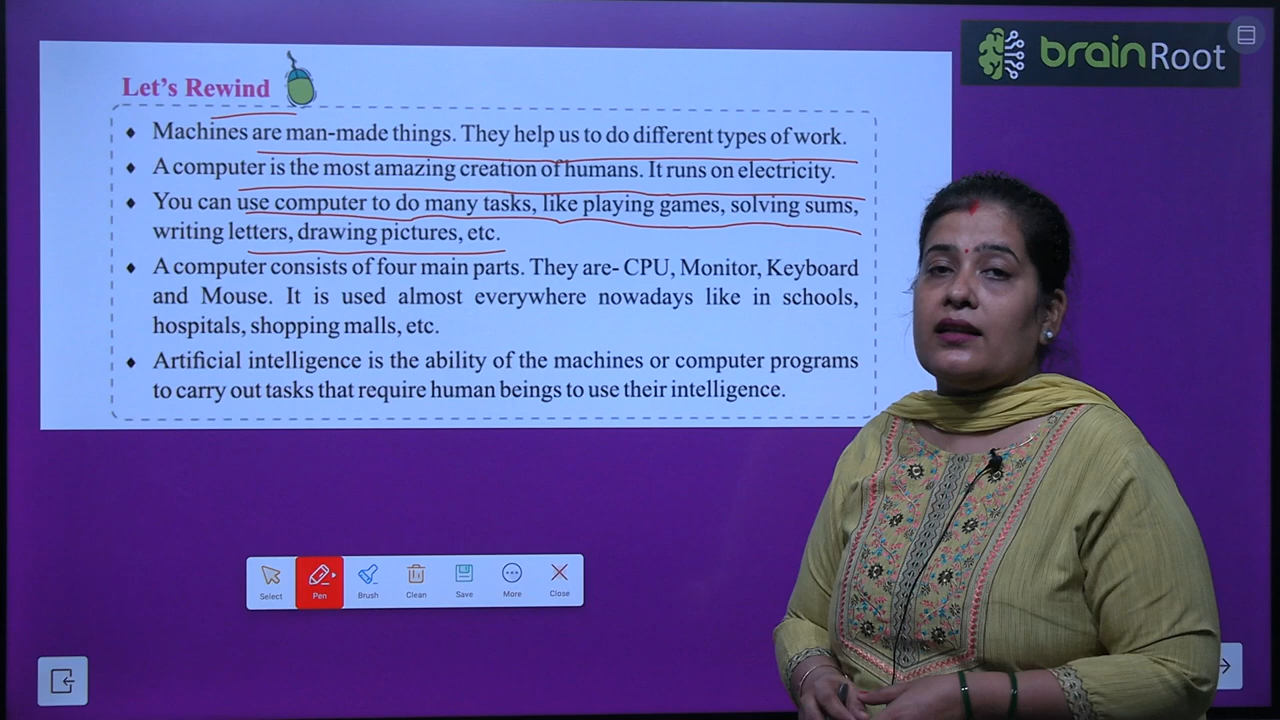 brainRoot
Let's Rewind
♦ Machines are man-made things. They help us to do different types of work.
♦ A computer is the most amazing creation of humans. It runs on electricity.
♦ You can use computer to do many tasks, like playing games, solving sums,
writing letters, drawing pictures, etc.
♦ A computer consists of four main parts. They are- CPU, Monitor, Keyboard
and Mouse. It is used almost everywhere nowadays like in schools,
hospitals, shopping malls, etc.
♦ Artificial intelligence is the ability of the machines or computer programs
to carry out tasks that require human beings to use their intelligence.
Select Pen Brush Clean Save More Close